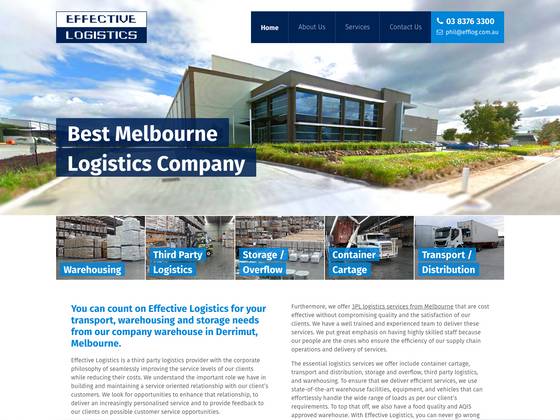 EFFECTIVE
LOGISTICS
Home
About Us
Services
Contact Us
03 8376 3300
phil@efflog.com.au
Best Melbourne
Logistics Company
Warehousing
Third Party
Logistics
Storage /
Overflow
Container
Cartage
Transport /
Distribution
You can count on Effective Logistics for your
transport, warehousing and storage needs
from our company warehouse in Derrimut,
Melbourne.
Effective Logistics is a third party logistics provider with the corporate
philosophy of seamlessly improving the service levels of our clients
while reducing their costs. We understand the important role we have in
building and maintaining a service oriented relationship with our client's
customers. We look for opportunities to enhance that relationship, to
deliver an increasingly personalised service and to provide feedback to
our clients on possible customer service opportunities.
Furthermore, we offer 3PL logistics services from Melbourne that are cost
effective without compromising quality and the satisfaction of our
clients. We have a well trained and experienced team to deliver these
services. We put great emphasis on having highly skilled staff because
our people are the ones who ensure the efficiency of our supply chain
operations and delivery of services.
The essential logistics services we offer include container cartage,
transport and distribution, storage and overflow, third party logistics,
and warehousing. To ensure that we deliver efficient services, we use
state-of-the-art warehouse facilities, equipment, and vehicles that can
effortlessly handle the wide range of loads as per our client's
requirements. To top that off, we also have a food quality and AQIS
approved warehouse. With Effective Logistics, you can never go wrong